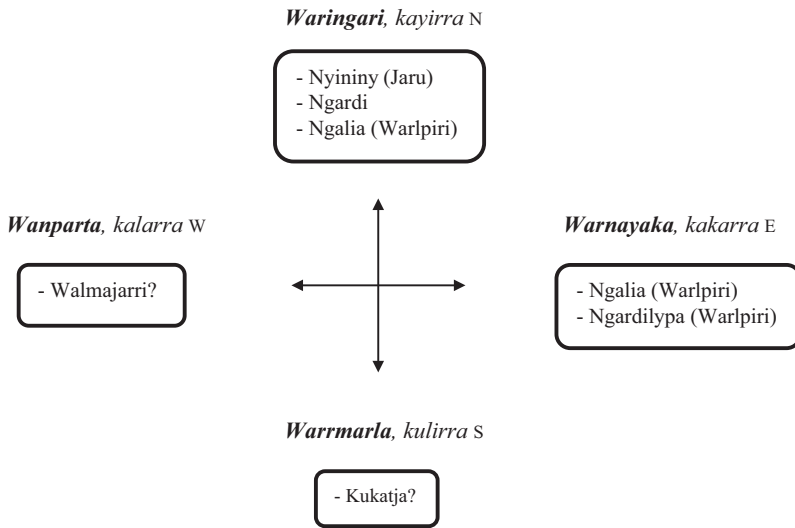 Waringari, kayirra N
- Nyininy (Jaru)
- Ngardi
- Ngalia (Warlpiri)
Wanparta, kalarra W
- Walmajarri?
Warnayaka, kakarra E
- Ngalia (Warlpiri)
- Ngardilypa (Warlpiri)
Warrmarla, kulirra S
- Kukatja?